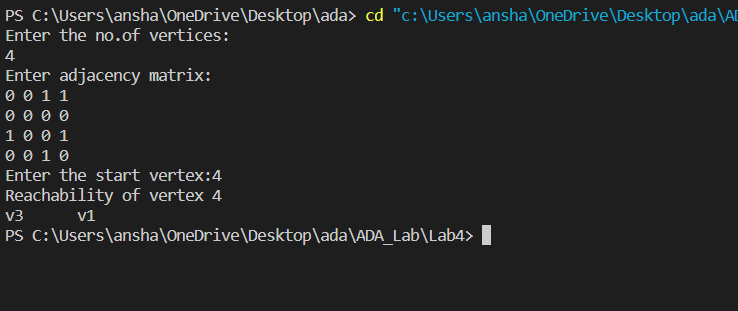 PS C:\Users\ansha\OneDrive\Desktop\ada> cd "c:\Users\ansha\OneDrive\Desktop\ada\AD
Enter the no.of vertices:
4
Enter adjacency matrix:
0 0 1 1
0 0 0 0
1 0 0 1
0 0 1 0
Enter the start vertex:4
Reachability of vertex 4
v3 v1
PS C:\Users\ansha\OneDrive\Desktop\ada\ADA_Lab\Lab4>